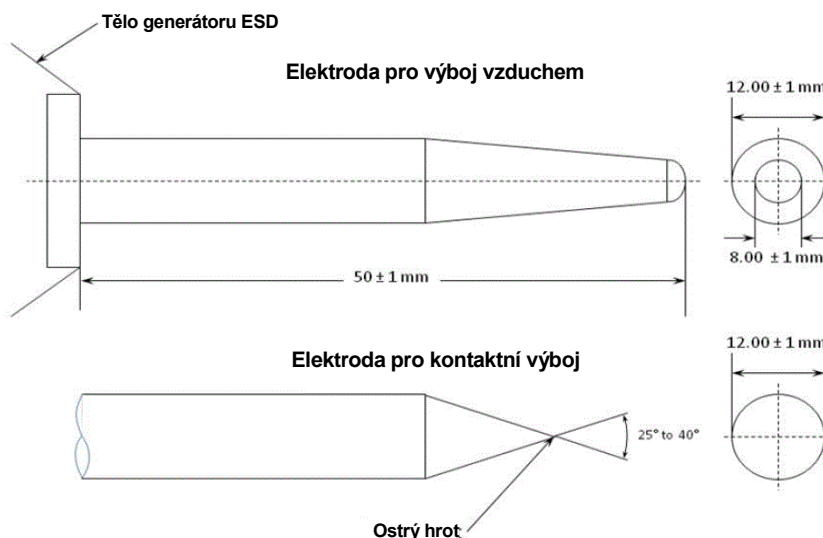 Tělo generátoru ESD
Elektroda pro výboj vzduchem
12.00 ± 1 mm
8.00 ± 1 mm
50 ± 1 mm
Elektroda pro kontaktní výboj
12.00 ± 1 mm
25° to 40°
Ostrý hrot